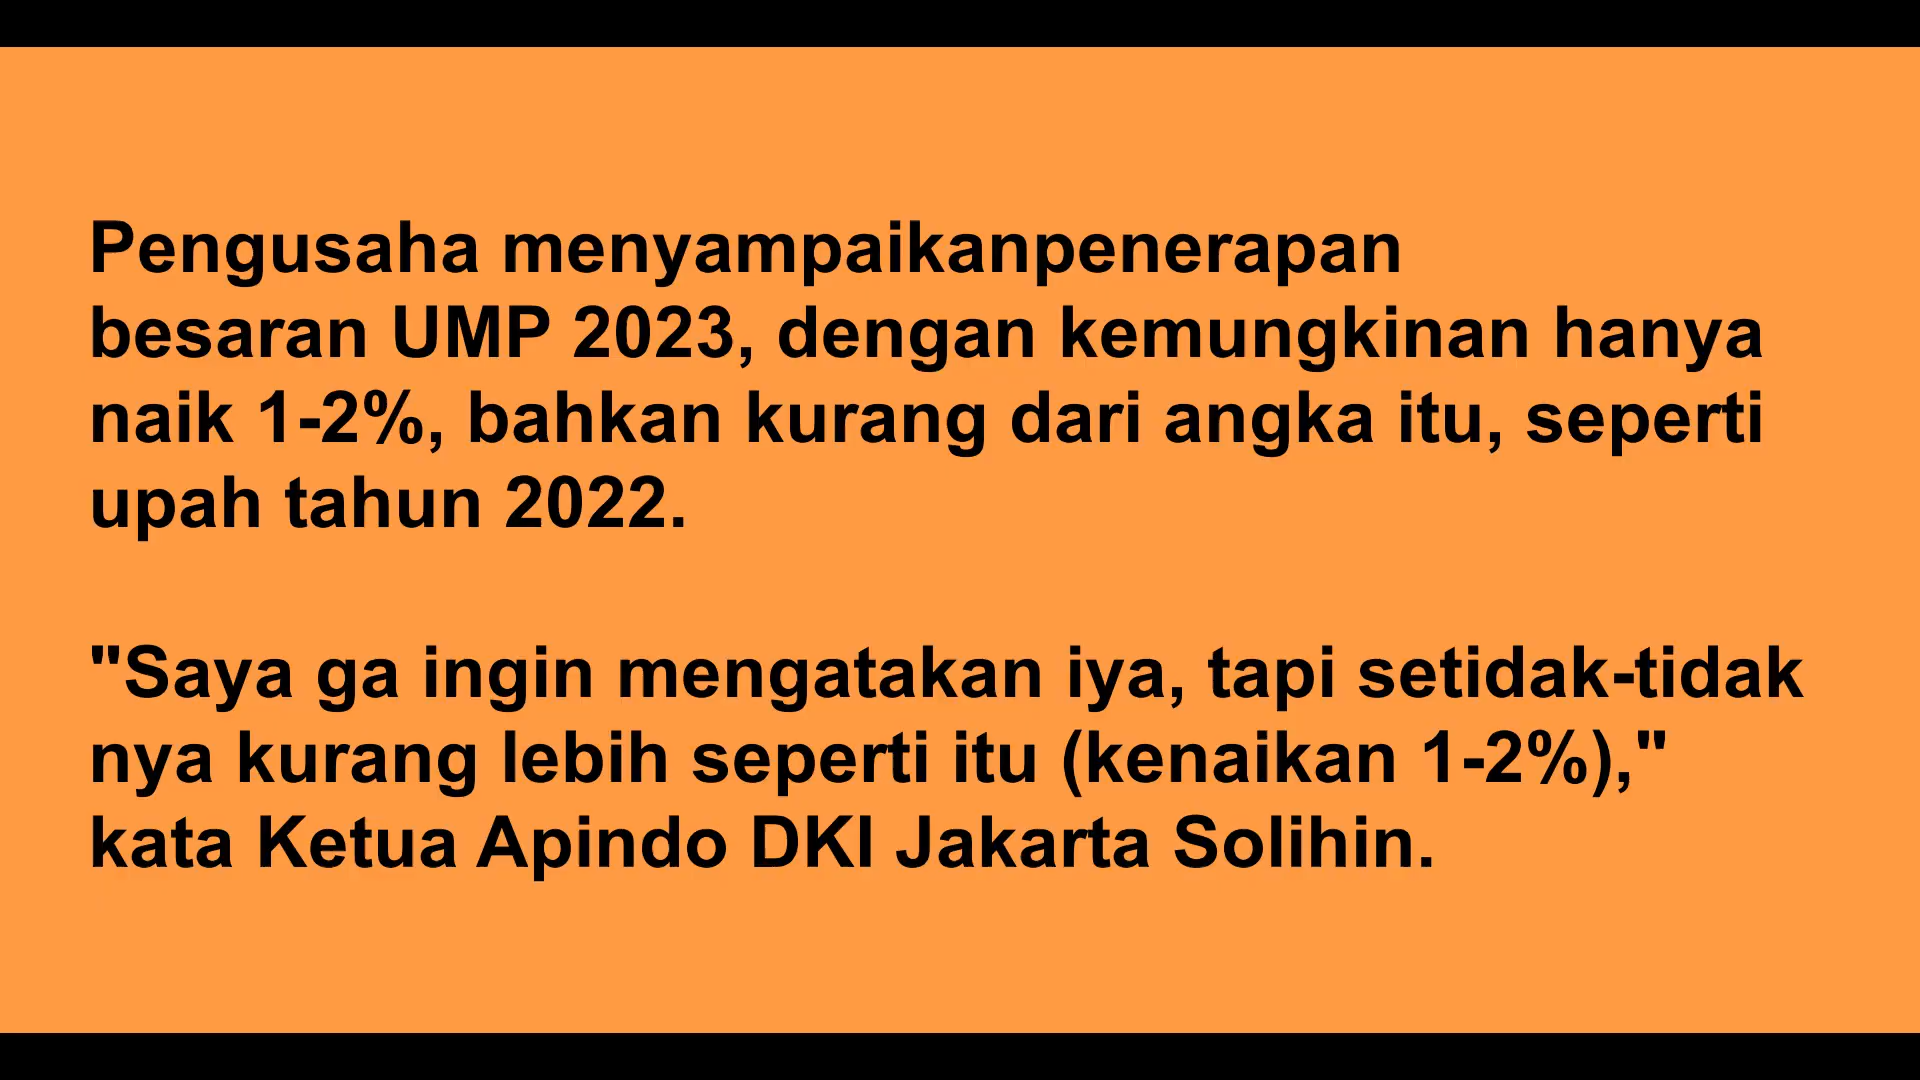 Pengusaha menyampaikanpenerapan
besaran UMP 2023, dengan kemungkinan hanya
naik 1-2%, bahkan kurang dari angka itu, seperti
upah tahun 2022.
"Saya ga ingin mengatakan iya, tapi setidak-tidak
nya kurang lebih seperti itu (kenaikan 1-2%),"
kata Ketua Apindo DKI Jakarta Solihin.